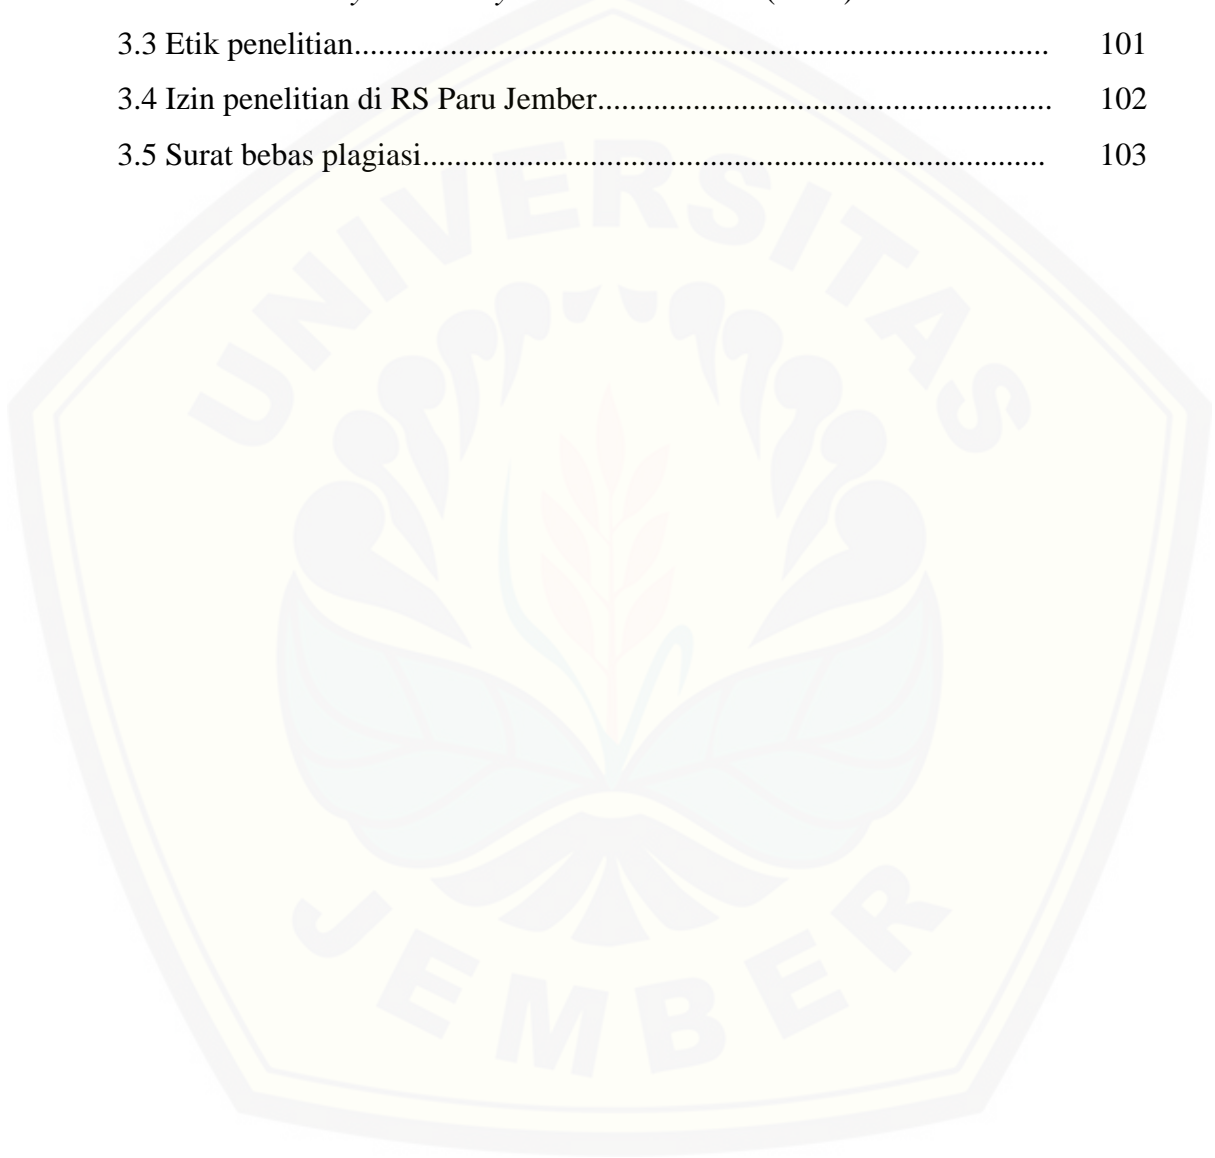 3.3 Etik penelitian...................................................................................... 101
3.4 Izin penelitian di RS Paru Jember........................................................ 102
3.5 Surat bebas plagiasi............................................................................. 103
UNIVERSITAS
JEMBER